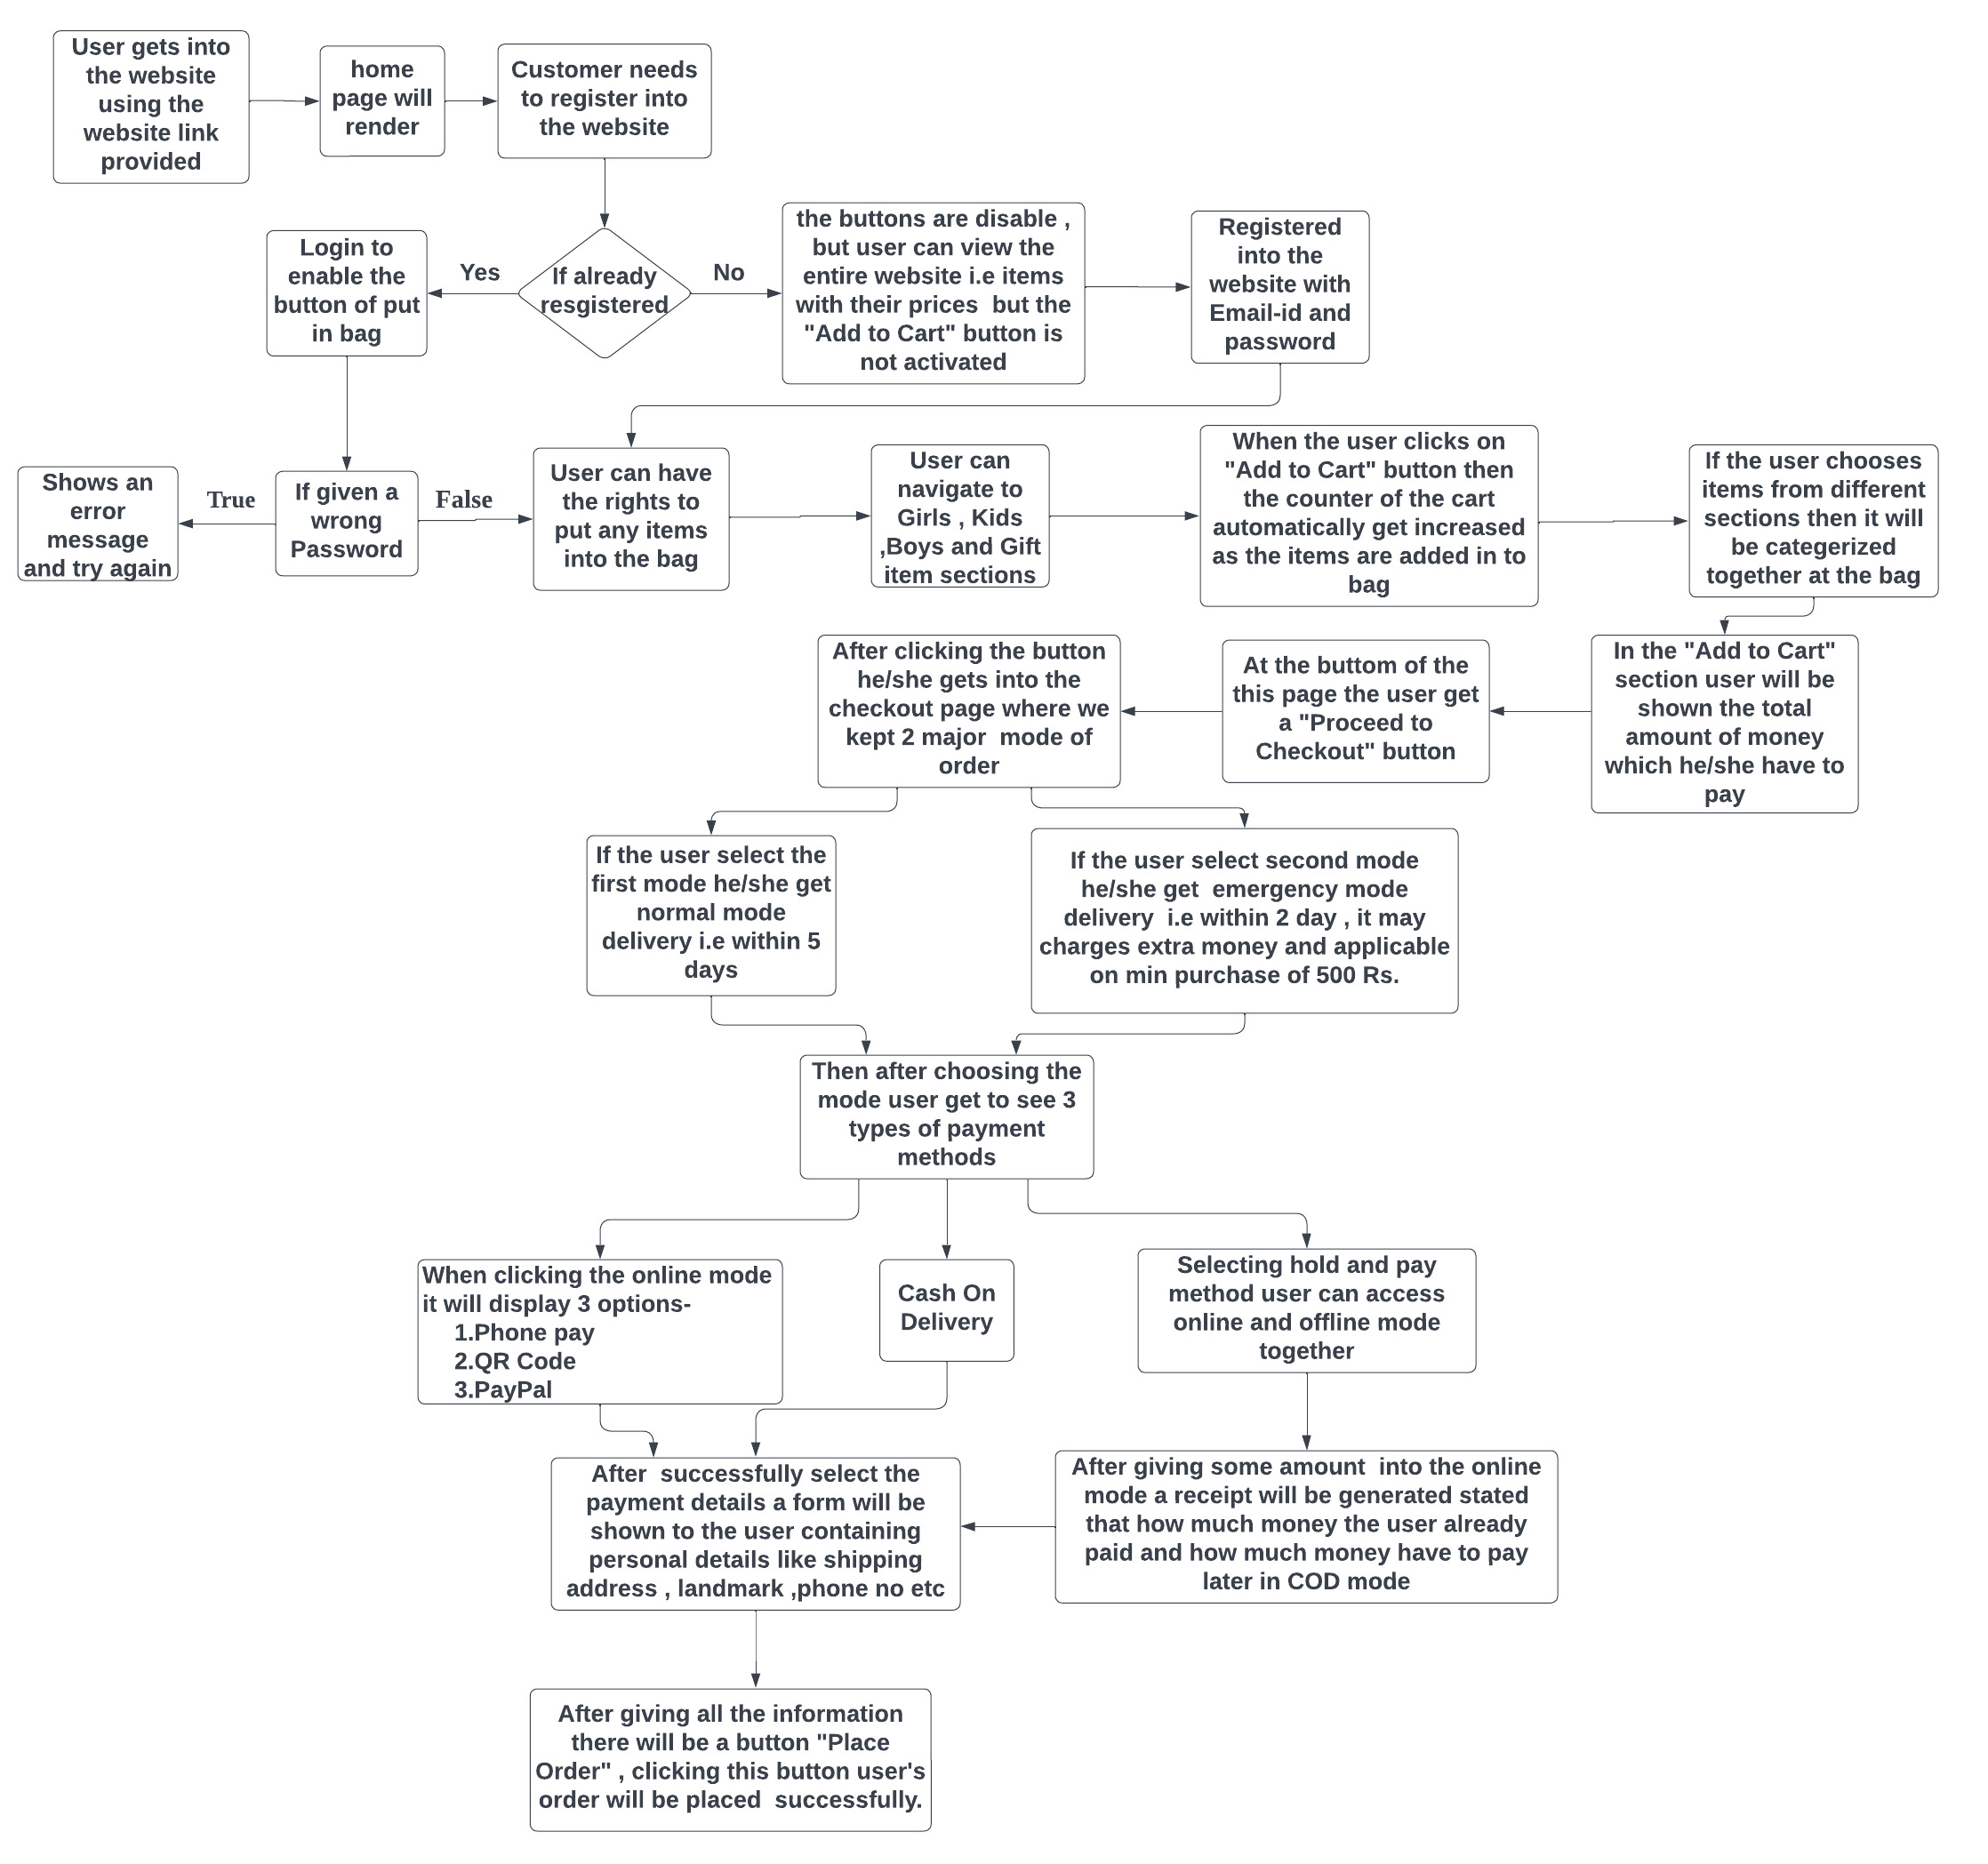 User gets into
the website
using the
website link
provided
home
page will
render
Customer needs
to register into
the website
Login to
enable the
button of put
in bag
Yes
If already
resgistered
No
the buttons are disable ,
but user can view the
entire website i.e items
with their prices  but the
"Add to Cart" button is
not activated
Registered
into the
website with
Email-id and
password
Shows an
error
message
and try again
True
If given a
wrong
Password
False
User can have
the rights to
put any items
into the bag
User can
navigate to
Girls , Kids
,Boys and Gift
item sections
When the user clicks on
"Add to Cart" button then
the counter of the cart
automatically get increased
as the items are added in to
bag
If the user chooses
items from different
sections then it will
be categerized
together at the bag
After clicking the button
he/she gets into the
checkout page where we
kept 2 major  mode of
order
At the buttom of the
this page the user get
a "Proceed to
Checkout" button
In the "Add to Cart"
section user will be
shown the total
amount of money
which he/she have to
pay
If the user select the
first mode he/she get
normal mode
delivery i.e within 5
days
If the user select second mode
he/she get  emergency mode
delivery  i.e within 2 day , it may
charges extra money and applicable
on min purchase of 500 Rs.
Then after choosing the
mode user get to see 3
types of payment
methods
When clicking the online mode
it will display 3 options-
1.Phone pay
2.QR Code
3.PayPal
Cash On
Delivery
Selecting hold and pay
method user can access
online and offline mode
together
After  successfully select the
payment details a form will be
shown to the user containing
personal details like shipping
address , landmark ,phone no etc
After giving some amount  into the online
mode a receipt will be generated stated
that how much money the user already
paid and how much money have to pay
later in COD mode
After giving all the information
there will be a button "Place
Order" , clicking this button user's
order will be placed  successfully.